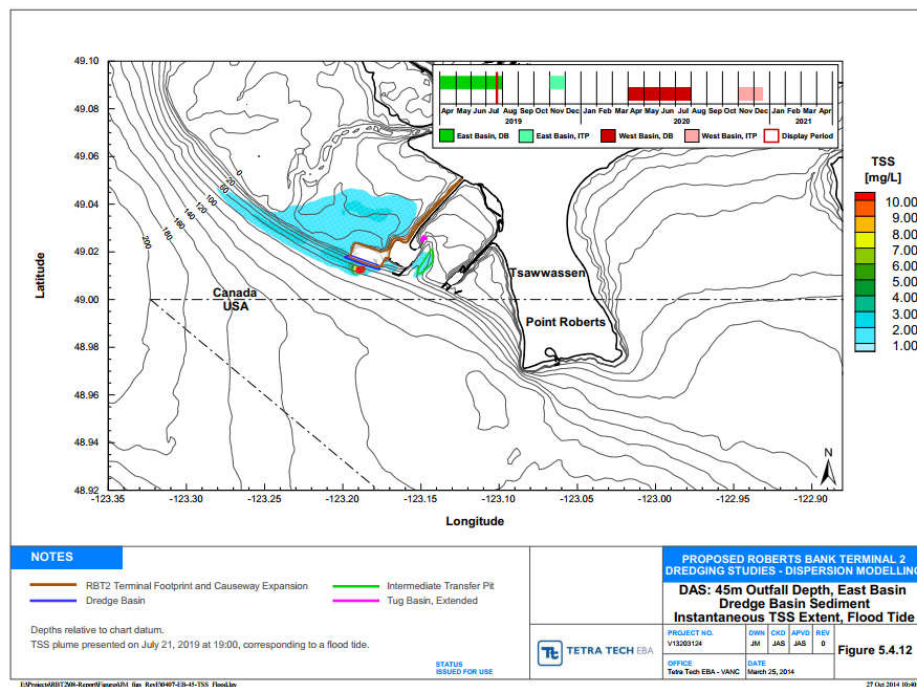 49.10
49.08
49.06
49.04
49.02
49.00
48.98
48.96
48.94
48.92
Latitude
-123.35
-123.30
-123.25
-123.20
-123.15
-123.10
-123.05
-123.00
-122.95
-122.90
Longitude
Apr May Jun Jul Aug Sep Oct Nov Dec Jan Feb Mar Apr May Jun Jul Aug Sep Oct Nov Dec Jan Feb Mar Apr
2019 2020 2021
East Basin, DB East Basin, ITP West Basin, DB West Basin, ITP Display Period
0
20
60
100
120
140
160
180
200
Canada
USA
Tsawwassen
Point Roberts
N
TSS
[mg/L]
10.00
9.00
8.00
7.00
6.00
5.00
4.00
3.00
2.00
1.00
NOTES
RBT2 Terminal Footprint and Causeway Expansion
Dredge Basin
Intermediate Transfer Pit
Tug Basin, Extended
Depths relative to chart datum.
TSS plume presented on July 21, 2019 at 19:00, corresponding to a flood tide.
STATUS
ISSUED FOR USE
Tt TETRA TECH EBA
PROPOSED ROBERTS BANK TERMINAL 2
DREDGING STUDIES - DISPERSION MODELLING
DAS: 45m Outfall Depth, East Basin
Dredge Basin Sediment
Instantaneous TSS Extent, Flood Tide
PROJECT NO. DWN CKD APVD REV
V13203124 JM JAS JAS 0
OFFICE DATE
Tetra Tech EBA - VANC March 25, 2014
Figure 5.4.12
27 Oct 2014